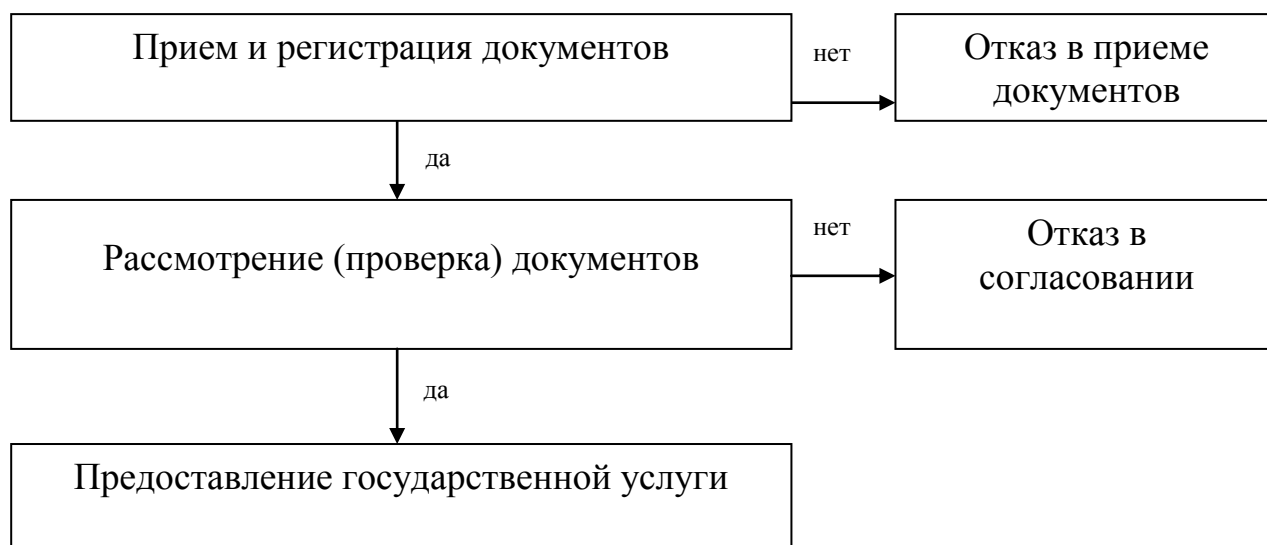 Прием и регистрация документов
нет
Отказ в приеме
документов
да
Рассмотрение (проверка) документов
нет
Отказ в
согласовании
да
Предоставление государственной услуги